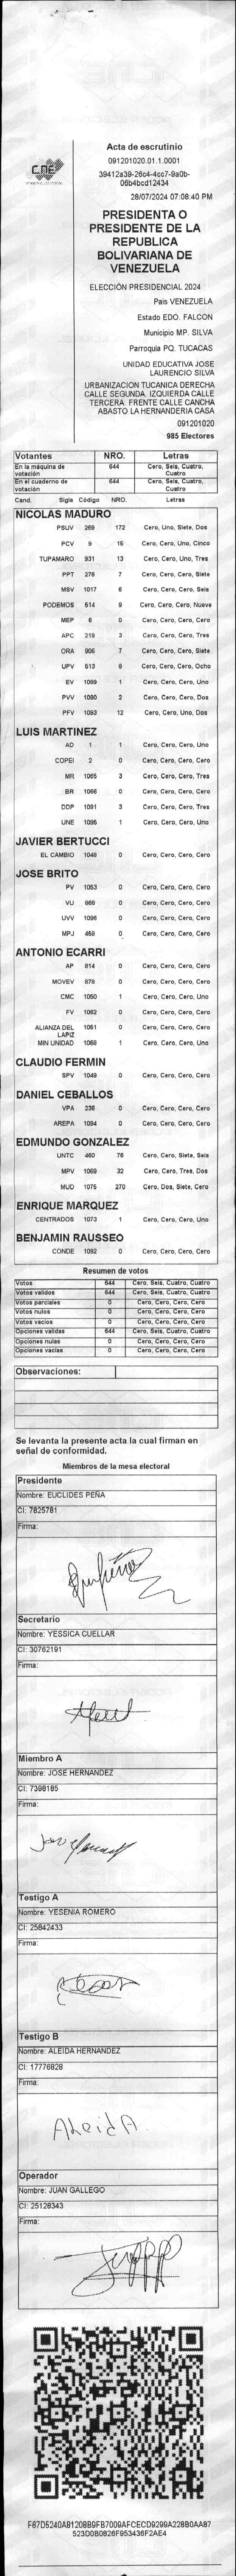 Acta de escrutinio
CNE
091201020.01.1.0001
39412a39-26c4-4cc7-9a0b-
06b4bcd12434
28/07/2024 07:08:40 PM
PRESIDENTA O
PRESIDENTE DE LA
REPUBLICA
BOLIVARIANA DE
VENEZUELA
ELECCIÓN PRESIDENCIAL 2024
Pais VENEZUELA
Estado EDO. FALCON
Municipio MP. SILVA
Parroquia PQ. TUCACAS
UNIDAD EDUCATIVA JOSE
LAURENCIO SILVA
URBANIZACION TUCANICA DERECHA
CALLE SEGUNDA. IZQUIERDA CALLE
TERCERA. FRENTE CALLE CANCHA
ABASTO LA HERNANDERIA CASA
091201020
985 Electores
Votantes NRO. Letras
En la máquina de votación 644 Cero, Seis, Cuatro, Cuatro
En el cuaderno de votación 644 Cero, Seis, Cuatro, Cuatro
Cand. Sigla Código NRO. Letras
NICOLAS MADURO
PSUV 269 172 Cero, Uno, Siete, Dos
PCV 9 15 Cero, Cero, Uno, Cinco
TUPAMARO 931 13 Cero, Cero, Uno, Tres
PPT 276 7 Cero, Cero, Cero, Siete
MSV 1017 6 Cero, Cero, Cero, Seis
PODEMOS 514 9 Cero, Cero, Cero, Nueve
MEP 6 0 Cero, Cero, Cero, Cero
APC 219 3 Cero, Cero, Cero, Tres
ORA 906 7 Cero, Cero, Cero, Siete
UPV 513 8 Cero, Cero, Cero, Ocho
EV 1089 1 Cero, Cero, Cero, Uno
PVV 1090 2 Cero, Cero, Cero, Dos
PFV 1093 12 Cero, Cero, Uno, Dos
LUIS MARTINEZ
AD 1 1 Cero, Cero, Cero, Uno
COPEI 2 0 Cero, Cero, Cero, Cero
MR 1065 3 Cero, Cero, Cero, Tres
BR 1066 0 Cero, Cero, Cero, Cero
DDP 1091 3 Cero, Cero, Cero, Tres
UNE 1095 1 Cero, Cero, Cero, Uno
JAVIER BERTUCCI
EL CAMBIO 1048 0 Cero, Cero, Cero, Cero
JOSE BRITO
PV 1053 0 Cero, Cero, Cero, Cero
VU 868 0 Cero, Cero, Cero, Cero
UVV 1096 0 Cero, Cero, Cero, Cero
MPJ 459 0 Cero, Cero, Cero, Cero
ANTONIO ECARRI
AP 814 0 Cero, Cero, Cero, Cero
MOVEV 878 0 Cero, Cero, Cero, Cero
CMC 1050 1 Cero, Cero, Cero, Uno
FV 1062 0 Cero, Cero, Cero, Cero
ALIANZA DEL LAPIZ 1061 0 Cero, Cero, Cero, Cero
MIN UNIDAD 1068 1 Cero, Cero, Cero, Uno
CLAUDIO FERMIN
SPV 1049 0 Cero, Cero, Cero, Cero
DANIEL CEBALLOS
VPA 236 0 Cero, Cero, Cero, Cero
AREPA 1094 0 Cero, Cero, Cero, Cero
EDMUNDO GONZALEZ
UNTC 460 76 Cero, Cero, Siete, Seis
MPV 1069 32 Cero, Cero, Tres, Dos
MUD 1075 270 Cero, Dos, Siete, Cero
ENRIQUE MARQUEZ
CENTRADOS 1073 1 Cero, Cero, Cero, Uno
BENJAMIN RAUSSEO
CONDE 1092 0 Cero, Cero, Cero, Cero
Resumen de votos
Votos 644 Cero, Seis, Cuatro, Cuatro
Votos validos 644 Cero, Seis, Cuatro, Cuatro
Votos parciales 0 Cero, Cero, Cero, Cero
Votos nulos 0 Cero, Cero, Cero, Cero
Votos vacios 0 Cero, Cero, Cero, Cero
Opciones validas 644 Cero, Seis, Cuatro, Cuatro
Opciones nulas 0 Cero, Cero, Cero, Cero
Opciones vacias 0 Cero, Cero, Cero, Cero
Observaciones:
Se levanta la presente acta la cual firman en
señal de conformidad.
Miembros de la mesa electoral
Presidente
Nombre: EUCLIDES PEÑA
CI: 7825781
Firma:
Secretario
Nombre: YESSICA CUELLAR
CI: 30762191
Firma:
Miembro A
Nombre: JOSE HERNANDEZ
CI: 7398185
Firma:
Testigo A
Nombre: YESENIA ROMERO
CI: 25842433
Firma:
Testigo B
Nombre: ALEIDA HERNANDEZ
CI: 17776828
Firma:
AleidA
Operador
Nombre: JUAN GALLEGO
CI: 25128343
Firma:
F87D5240AB1208B9FB7009AFCECD9299A228B0AA87
523D0B0826F953436F2AE4